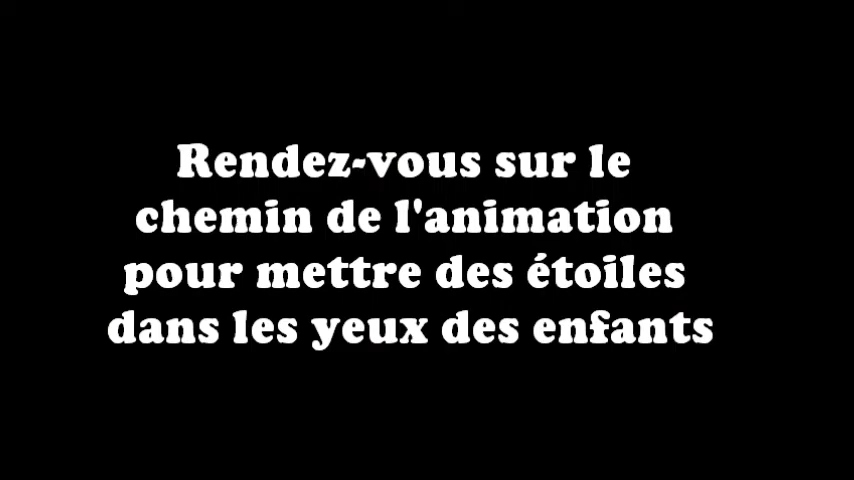 Rendez-vous sur le
chemin de l'animation
pour mettre des étoiles
dans les yeux des enfants